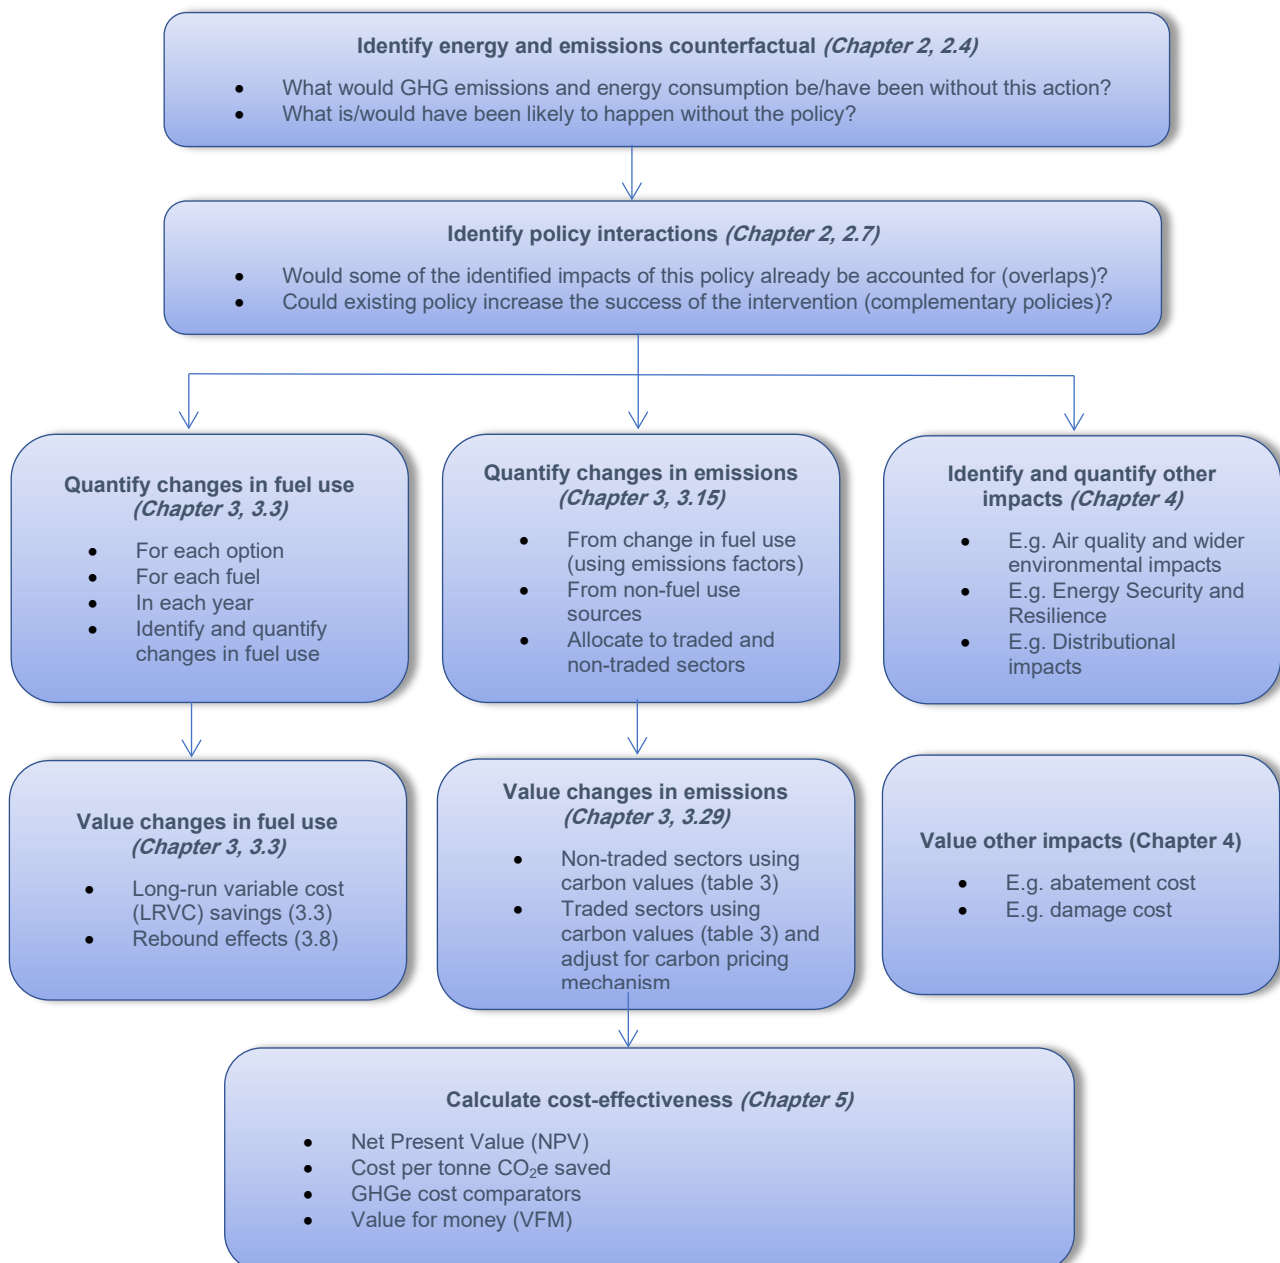 Identify energy and emissions counterfactual (Chapter 2, 2.4)
• What would GHG emissions and energy consumption be/have been without this action?
• What is/would have been likely to happen without the policy?
Identify policy interactions (Chapter 2, 2.7)
• Would some of the identified impacts of this policy already be accounted for (overlaps)?
• Could existing policy increase the success of the intervention (complementary policies)?
Quantify changes in fuel use
(Chapter 3, 3.3)
• For each option
• For each fuel
• In each year
• Identify and quantify
changes in fuel use
Quantify changes in emissions
(Chapter 3, 3.15)
• From change in fuel use
(using emissions factors)
• From non-fuel use
sources
• Allocate to traded and
non-traded sectors
Identify and quantify other
impacts (Chapter 4)
• E.g. Air quality and wider
environmental impacts
• E.g. Energy Security and
Resilience
• E.g. Distributional
impacts
Value changes in fuel use
(Chapter 3, 3.3)
• Long-run variable cost
(LRVC) savings (3.3)
• Rebound effects (3.8)
Value changes in emissions
(Chapter 3, 3.29)
• Non-traded sectors using
carbon values (table 3)
• Traded sectors using
carbon values (table 3) and
adjust for carbon pricing
mechanism
Value other impacts (Chapter 4)
• E.g. abatement cost
• E.g. damage cost
Calculate cost-effectiveness (Chapter 5)
• Net Present Value (NPV)
• Cost per tonne CO₂e saved
• GHGe cost comparators
• Value for money (VFM)